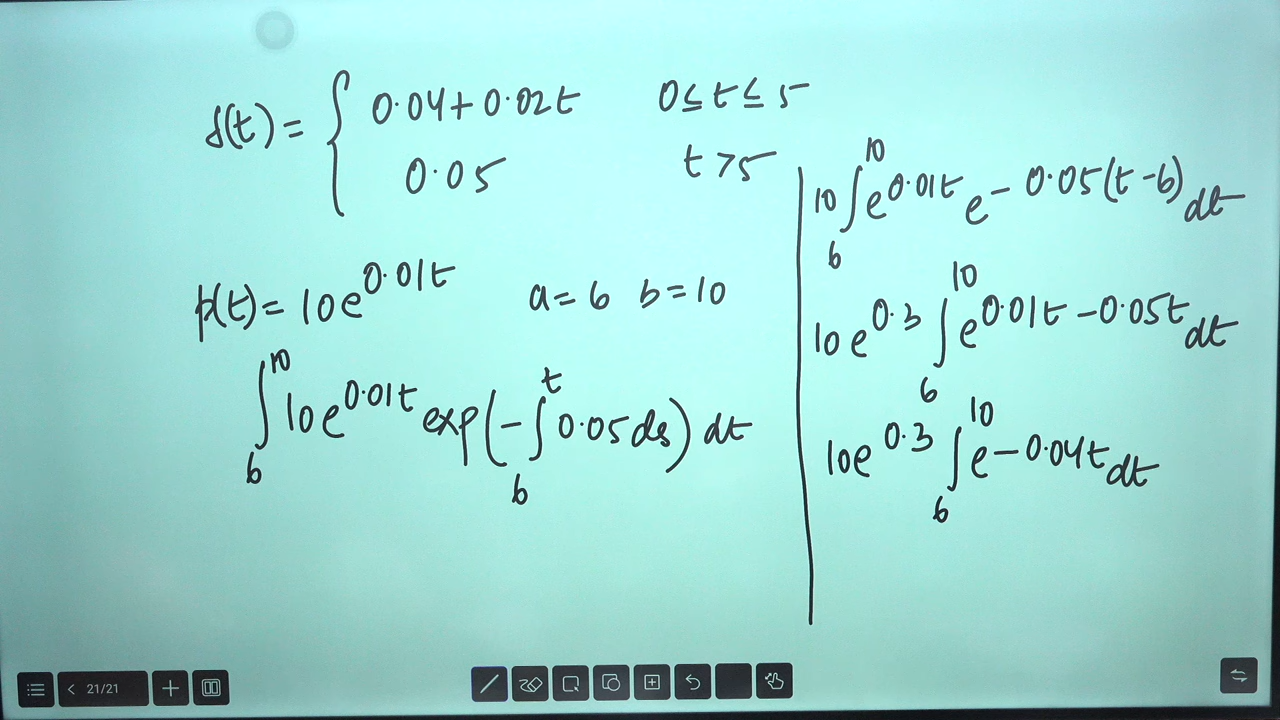 δ(t) = { 0.04 + 0.02t 0 ≤ t ≤ 5
0.05 t > 5
p(t) = 10e^{0.01t} a = 6 b = 10
∫_6^{10} 10e^{0.01t} exp(-∫_6^t 0.05 ds) dt
10 ∫_6^{10} e^{0.01t} e^{-0.05(t-6)} dt
10e^{0.3} ∫_6^{10} e^{0.01t - 0.05t} dt
10e^{0.3} ∫_6^{10} e^{-0.04t} dt
21/21